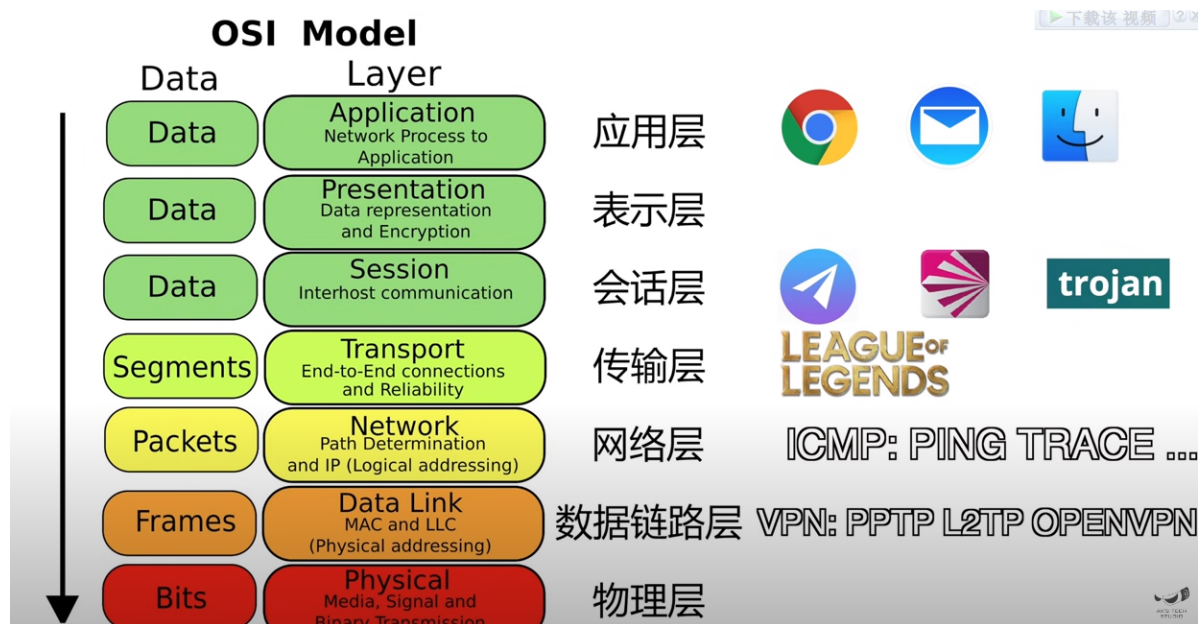 下载该 视频 ? x
OSI Model
Data
Layer
Data
Application
Network Process to
Application
应用层
Data
Presentation
Data representation
and Encryption
表示层
Data
Session
Interhost communication
会话层
trojan
Segments
Transport
End-to-End connections
and Reliability
传输层
LEAGUE OF
LEGENDS
Packets
Network
Path Determination
and IP (Logical addressing)
网络层
ICMP: PING TRACE ...
Frames
Data Link
MAC and LLC
(Physical addressing)
数据链路层
VPN: PPTP L2TP OPENVPN
Bits
Physical
Media, Signal and
Binary Transmission
物理层